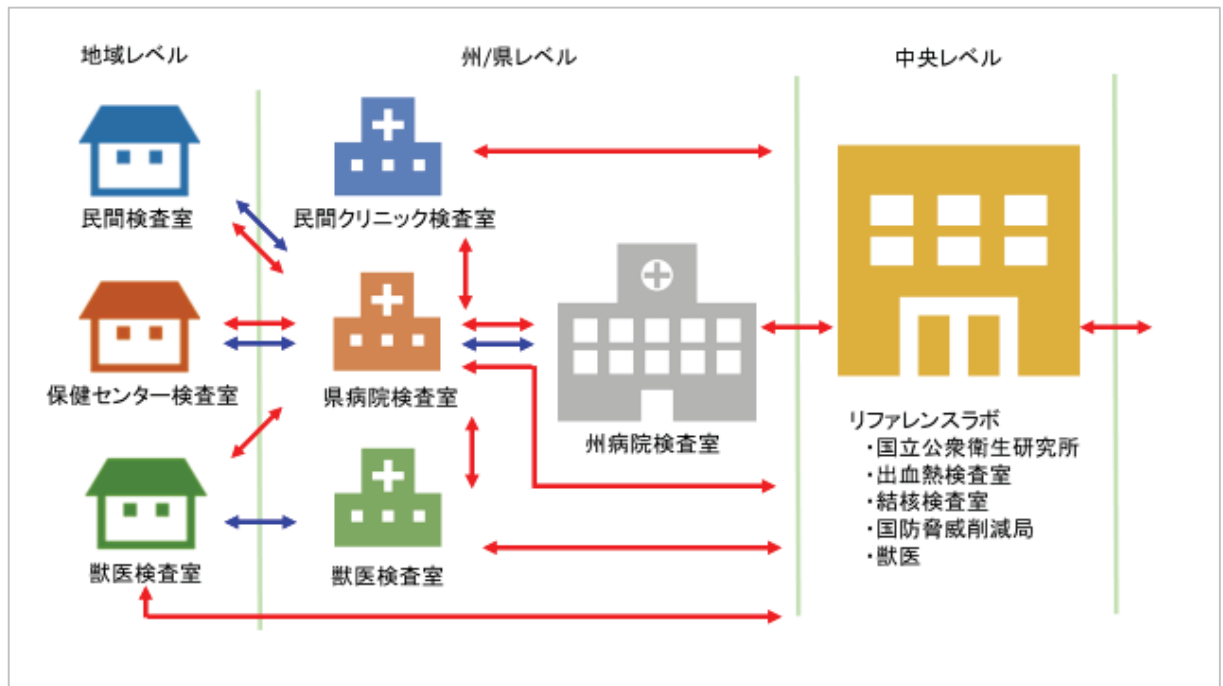 地域レベル
州/県レベル
中央レベル
民間検査室
民間クリニック検査室
保健センター検査室
県病院検査室
州病院検査室
獣医検査室
獣医検査室
リファレンスラボ
・国立公衆衛生研究所
・出血熱検査室
・結核検査室
・国防脅威削減局
・獣医